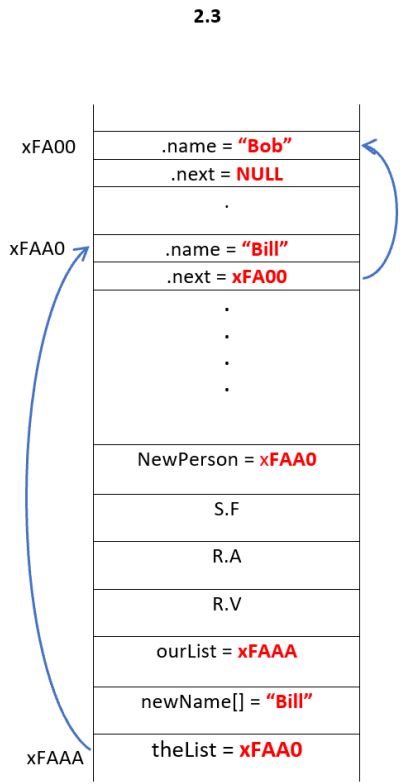 2.3
xFA00
.name = “Bob”
.next = NULL
.
xFAA0
.name = “Bill”
.next = xFA00
.
.
.
.
NewPerson = xFAA0
S.F
R.A
R.V
ourList = xFAAA
newName[] = “Bill”
xFAAA
theList = xFAA0